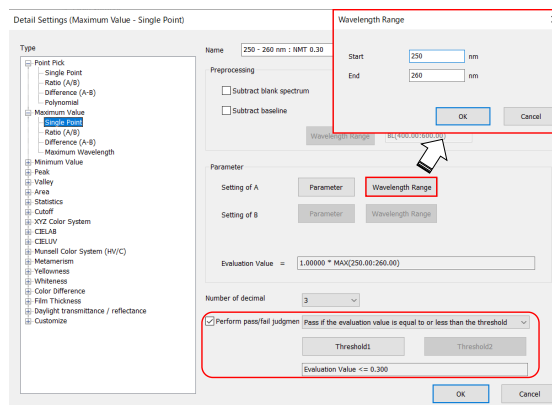 Detail Settings (Maximum Value - Single Point)
Type
Point Pick
Single Point
Ratio (A/B)
Difference (A-B)
Polynomial
Maximum Value
Single Point
Ratio (A/B)
Difference (A-B)
Maximum Wavelength
Minimum Value
Peak
Valley
Area
Statistics
Cutoff
XYZ Color System
CIELAB
CIELUV
Munsell Color System (HV/C)
Metamerism
Yellowness
Whiteness
Color Difference
Film Thickness
Daylight transmittance / reflectance
Customize
Name 250 - 260 nm : NMT 0.30
Preprocessing
Subtract blank spectrum
Subtract baseline
Wavelength Range BL(400.00:600.00)
Parameter
Setting of A Parameter Wavelength Range
Setting of B Parameter Wavelength Range
Evaluation Value = 1.00000 * MAX(250.00:260.00)
Number of decimal 3
Perform pass/fail judgmen Pass if the evaluation value is equal to or less than the threshold
Threshold1 Threshold2
Evaluation Value <= 0.300
OK Cancel
Wavelength Range
Start 250 nm
End 260 nm
OK Cancel